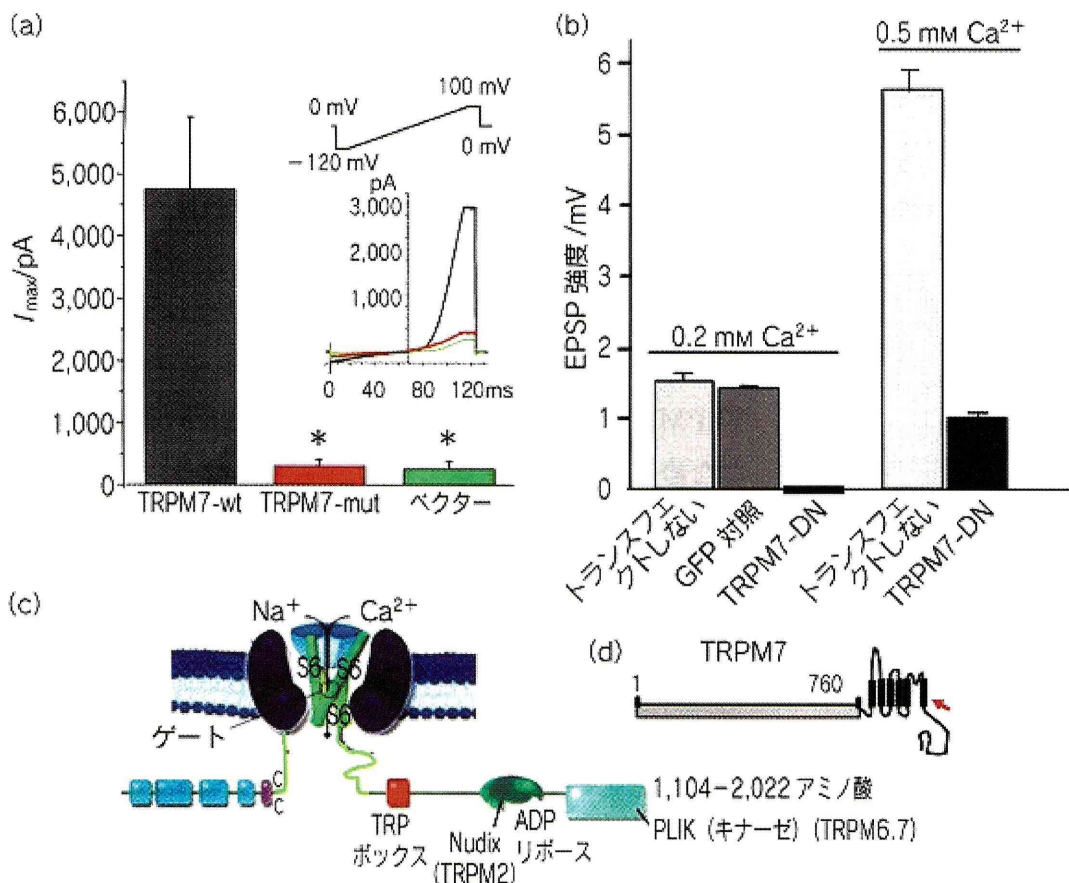 (a)
6,000
5,000
4,000
3,000
2,000
1,000
0
Imax/pA
TRPM7-wt
TRPM7-mut
ベクター
*
*
0 mV
100 mV
−120 mV
0 mV
pA
3,000
2,000
1,000
0
40
80
120ms
(b)
6
5
4
3
2
1
0
EPSP 強度/mV
0.2 mM Ca²⁺
0.5 mM Ca²⁺
トランスフェ
クトしない
GFP 対照
TRPM7-DN
トランスフェ
クトしない
TRPM7-DN
(c)
Na⁺
Ca²⁺
S6
S6
S6
ゲート
C
C
TRP
ボックス
Nudix
(TRPM2)
ADP
リボース
1,104−2,022 アミノ酸
PLIK (キナーゼ) (TRPM6.7)
(d)
TRPM7
1
760